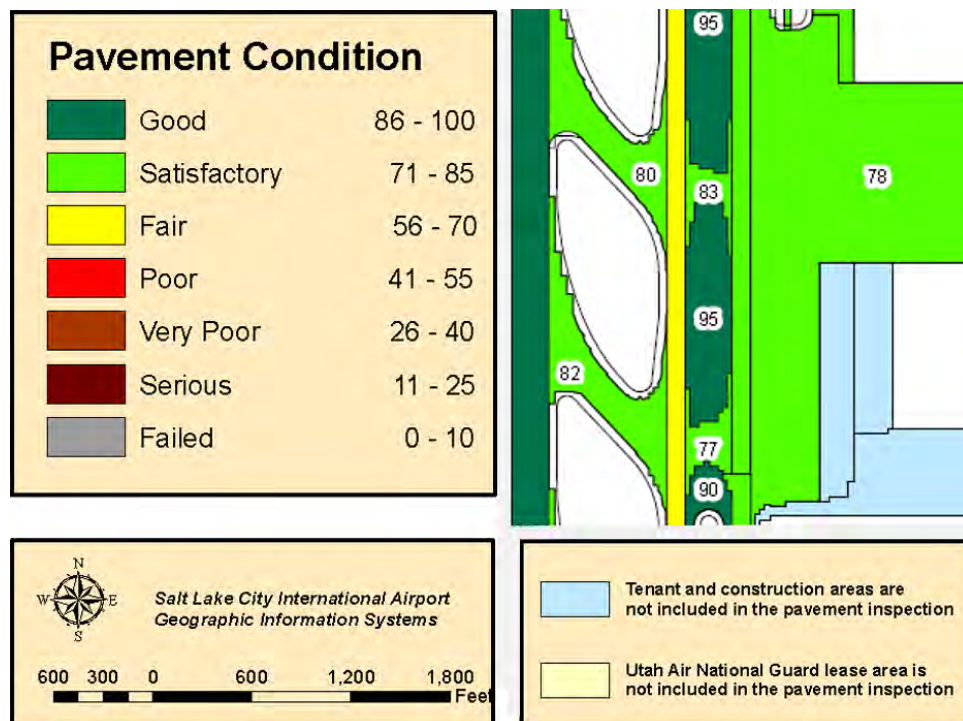 Pavement Condition
Good 86 - 100
Satisfactory 71 - 85
Fair 56 - 70
Poor 41 - 55
Very Poor 26 - 40
Serious 11 - 25
Failed 0 - 10
95
80
83
78
95
82
77
90
N
W E
S
Salt Lake City International Airport
Geographic Information Systems
600 300 0 600 1,200 1,800
Feet
Tenant and construction areas are
not included in the pavement inspection
Utah Air National Guard lease area is
not included in the pavement inspection